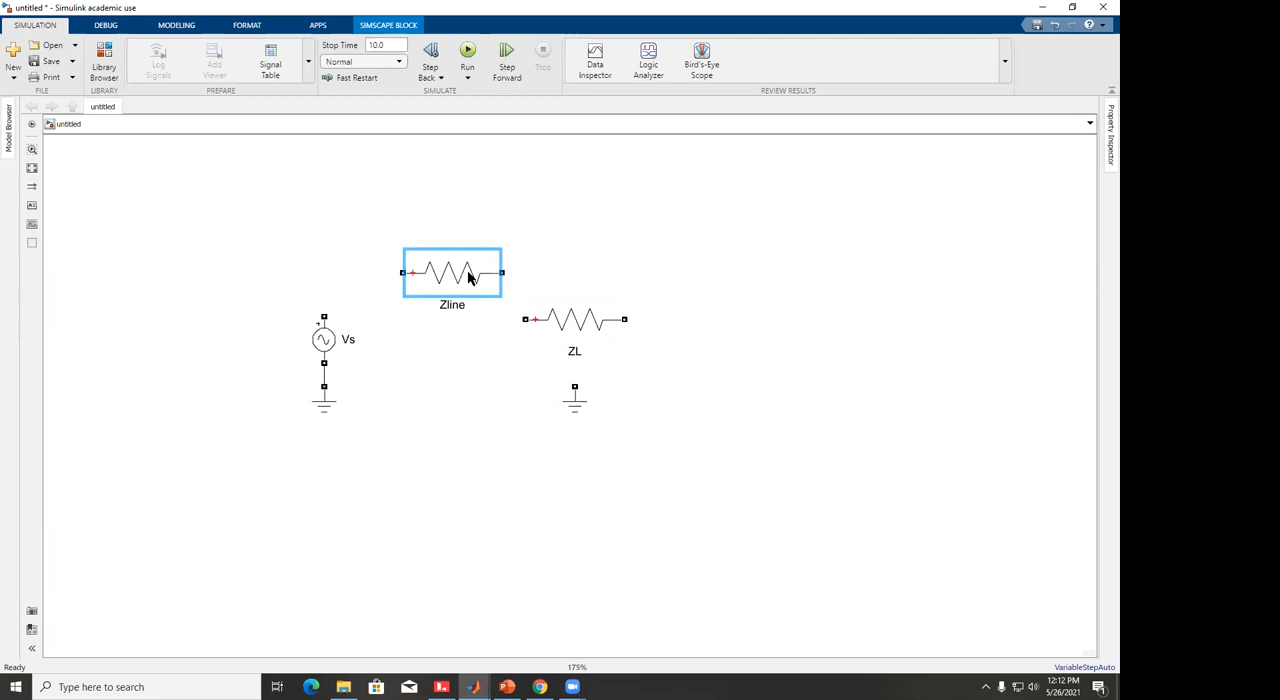 untitled * - Simulink academic use
SIMULATION DEBUG MODELING FORMAT APPS SIMSCAPE BLOCK
New
Open
Save
Print
FILE
Library Browser
LIBRARY
Log Signals
Add Viewer
Signal Table
PREPARE
Stop Time 10.0
Normal
Fast Restart
Step Back
Run
Step Forward
Stop
SIMULATE
Data Inspector
Logic Analyzer
Bird's-Eye Scope
REVIEW RESULTS
untitled
untitled
Model Browser
Property Inspector
Zline
Vs
ZL
Ready 175% VariableStepAuto
Type here to search
12:12 PM
5/26/2021